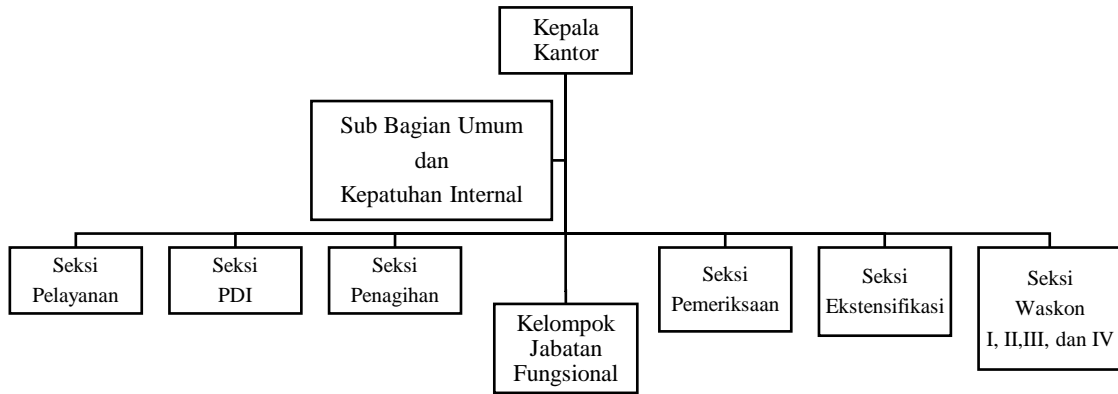 Kepala
Kantor
Sub Bagian Umum
dan
Kepatuhan Internal
Seksi
Pelayanan
Seksi
PDI
Seksi
Penagihan
Kelompok
Jabatan
Fungsional
Seksi
Pemeriksaan
Seksi
Ekstensifikasi
Seksi
Waskon
I, II,III, dan IV